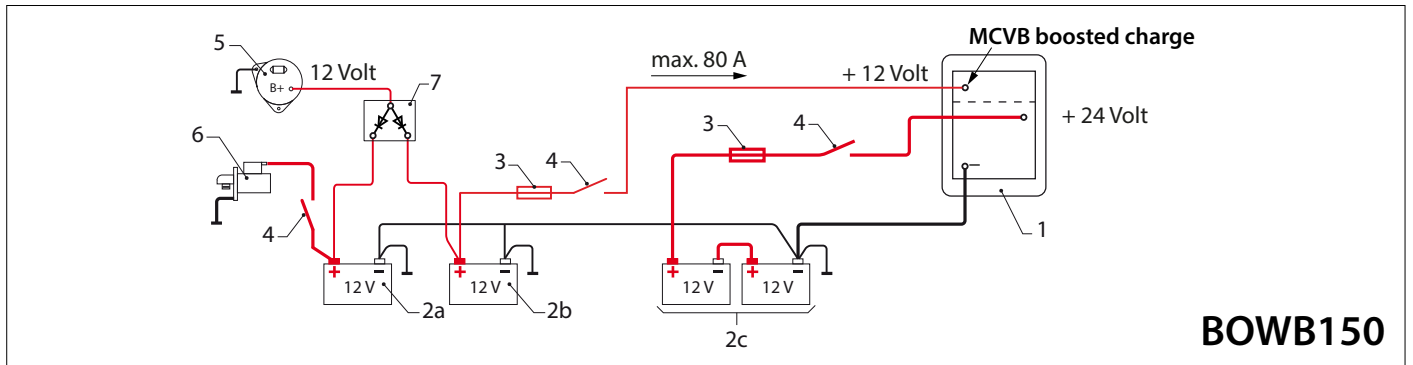 MCVB boosted charge
5
12 Volt
max. 80 A
+ 12 Volt
B+
7
+ 24 Volt
6
3
4
3
4
−
4
1
+ −
+ −
+ −
+ −
12 V
12 V
12 V
12 V
2a
2b
2c
BOWB150